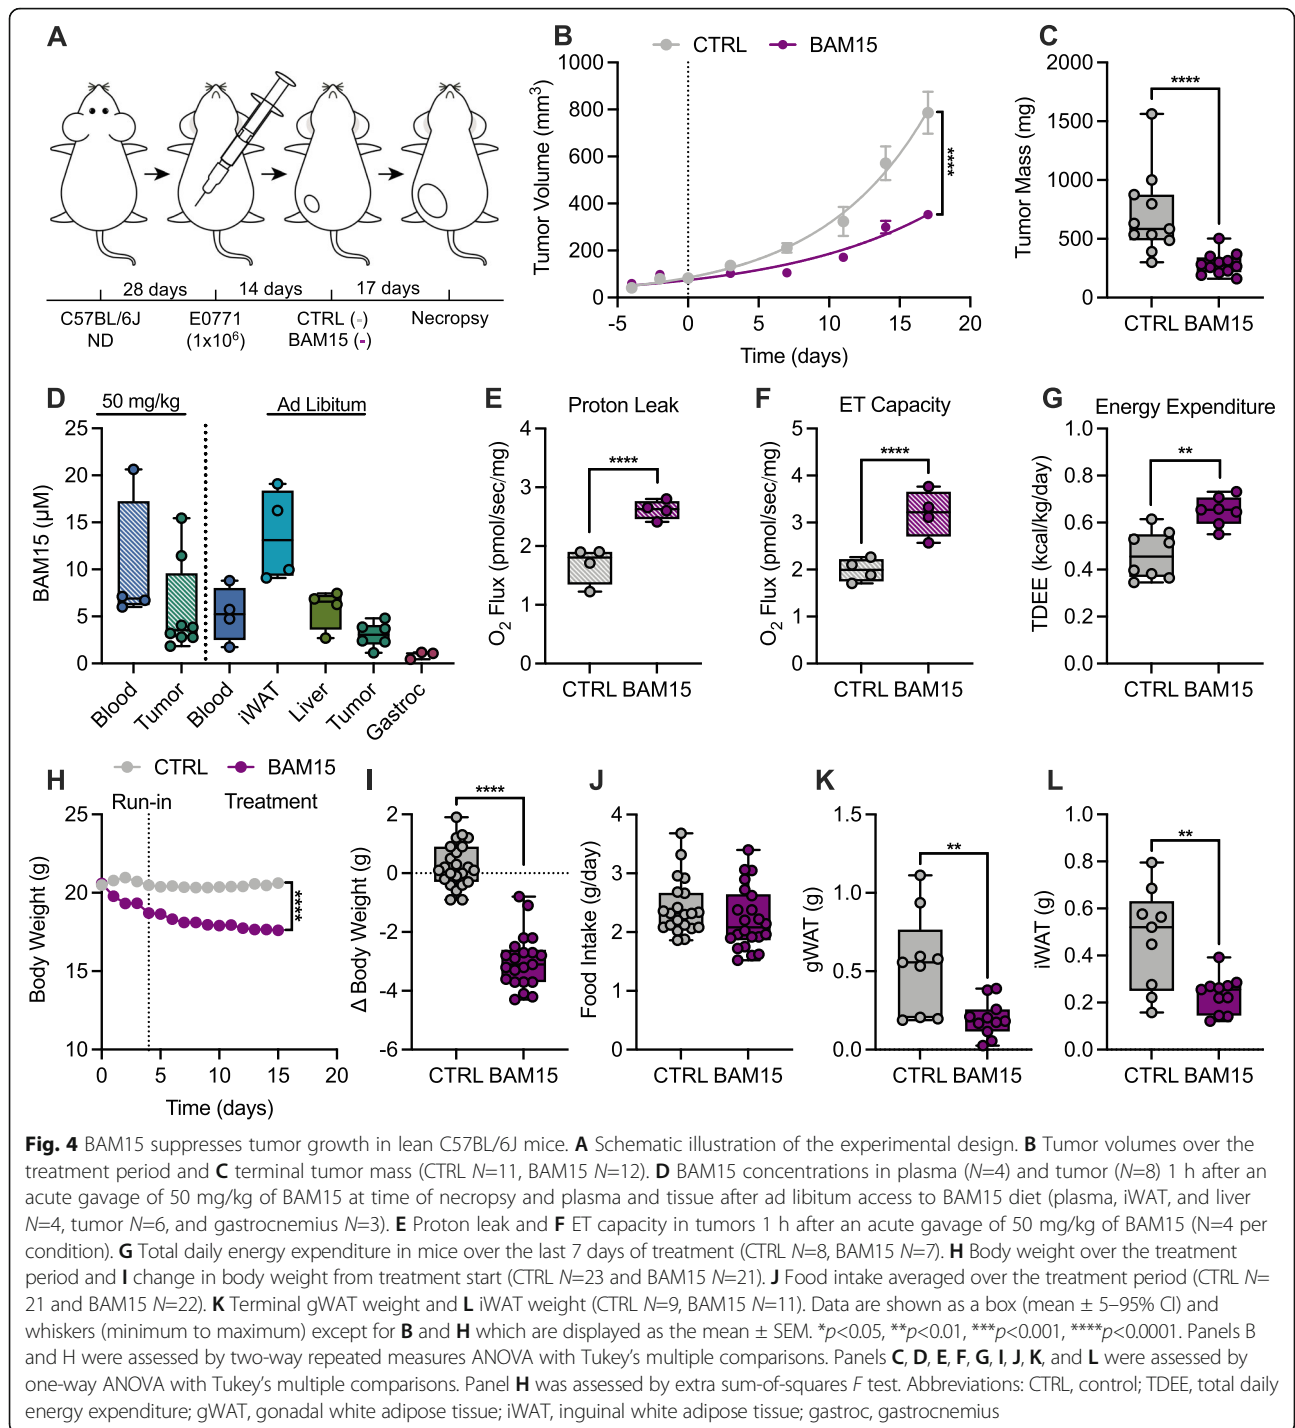 A
28 days
14 days
17 days
C57BL/6J
ND
E0771
(1x10⁶)
CTRL (-)
BAM15 (-)
Necropsy
B
CTRL
BAM15
Tumor Volume (mm³)
1000
800
600
400
200
0
-5
0
5
10
15
20
Time (days)
****
C
Tumor Mass (mg)
2000
1500
1000
500
0
****
CTRL BAM15
D
50 mg/kg
Ad Libitum
BAM15 (µM)
25
20
15
10
5
0
Blood
Tumor
Blood
iWAT
Liver
Tumor
Gastroc
E
Proton Leak
O₂ Flux (pmol/sec/mg)
4
3
2
1
0
****
CTRL BAM15
F
ET Capacity
O₂ Flux (pmol/sec/mg)
5
4
3
2
1
0
****
CTRL BAM15
G
Energy Expenditure
TDEE (kcal/kg/day)
1.0
0.8
0.6
0.4
0.2
0.0
**
CTRL BAM15
H
CTRL
BAM15
Run-in
Treatment
Body Weight (g)
25
20
15
10
0
5
10
15
20
Time (days)
****
I
Δ Body Weight (g)
2
0
-2
-4
-6
****
CTRL BAM15
J
Food Intake (g/day)
4
3
2
1
0
CTRL BAM15
K
gWAT (g)
1.5
1.0
0.5
0.0
**
CTRL BAM15
L
iWAT (g)
1.0
0.8
0.6
0.4
0.2
0.0
**
CTRL BAM15
Fig. 4 BAM15 suppresses tumor growth in lean C57BL/6J mice. A Schematic illustration of the experimental design. B Tumor volumes over the
treatment period and C terminal tumor mass (CTRL N=11, BAM15 N=12). D BAM15 concentrations in plasma (N=4) and tumor (N=8) 1 h after an
acute gavage of 50 mg/kg of BAM15 at time of necropsy and plasma and tissue after ad libitum access to BAM15 diet (plasma, iWAT, and liver
N=4, tumor N=6, and gastrocnemius N=3). E Proton leak and F ET capacity in tumors 1 h after an acute gavage of 50 mg/kg of BAM15 (N=4 per
condition). G Total daily energy expenditure in mice over the last 7 days of treatment (CTRL N=8, BAM15 N=7). H Body weight over the treatment
period and I change in body weight from treatment start (CTRL N=23 and BAM15 N=21). J Food intake averaged over the treatment period (CTRL N=
21 and BAM15 N=22). K Terminal gWAT weight and L iWAT weight (CTRL N=9, BAM15 N=11). Data are shown as a box (mean ± 5–95% CI) and
whiskers (minimum to maximum) except for B and H which are displayed as the mean ± SEM. *p<0.05, **p<0.01, ***p<0.001, ****p<0.0001. Panels B
and H were assessed by two-way repeated measures ANOVA with Tukey's multiple comparisons. Panels C, D, E, F, G, I, J, K, and L were assessed by
one-way ANOVA with Tukey's multiple comparisons. Panel H was assessed by extra sum-of-squares F test. Abbreviations: CTRL, control; TDEE, total daily
energy expenditure; gWAT, gonadal white adipose tissue; iWAT, inguinal white adipose tissue; gastroc, gastrocnemius